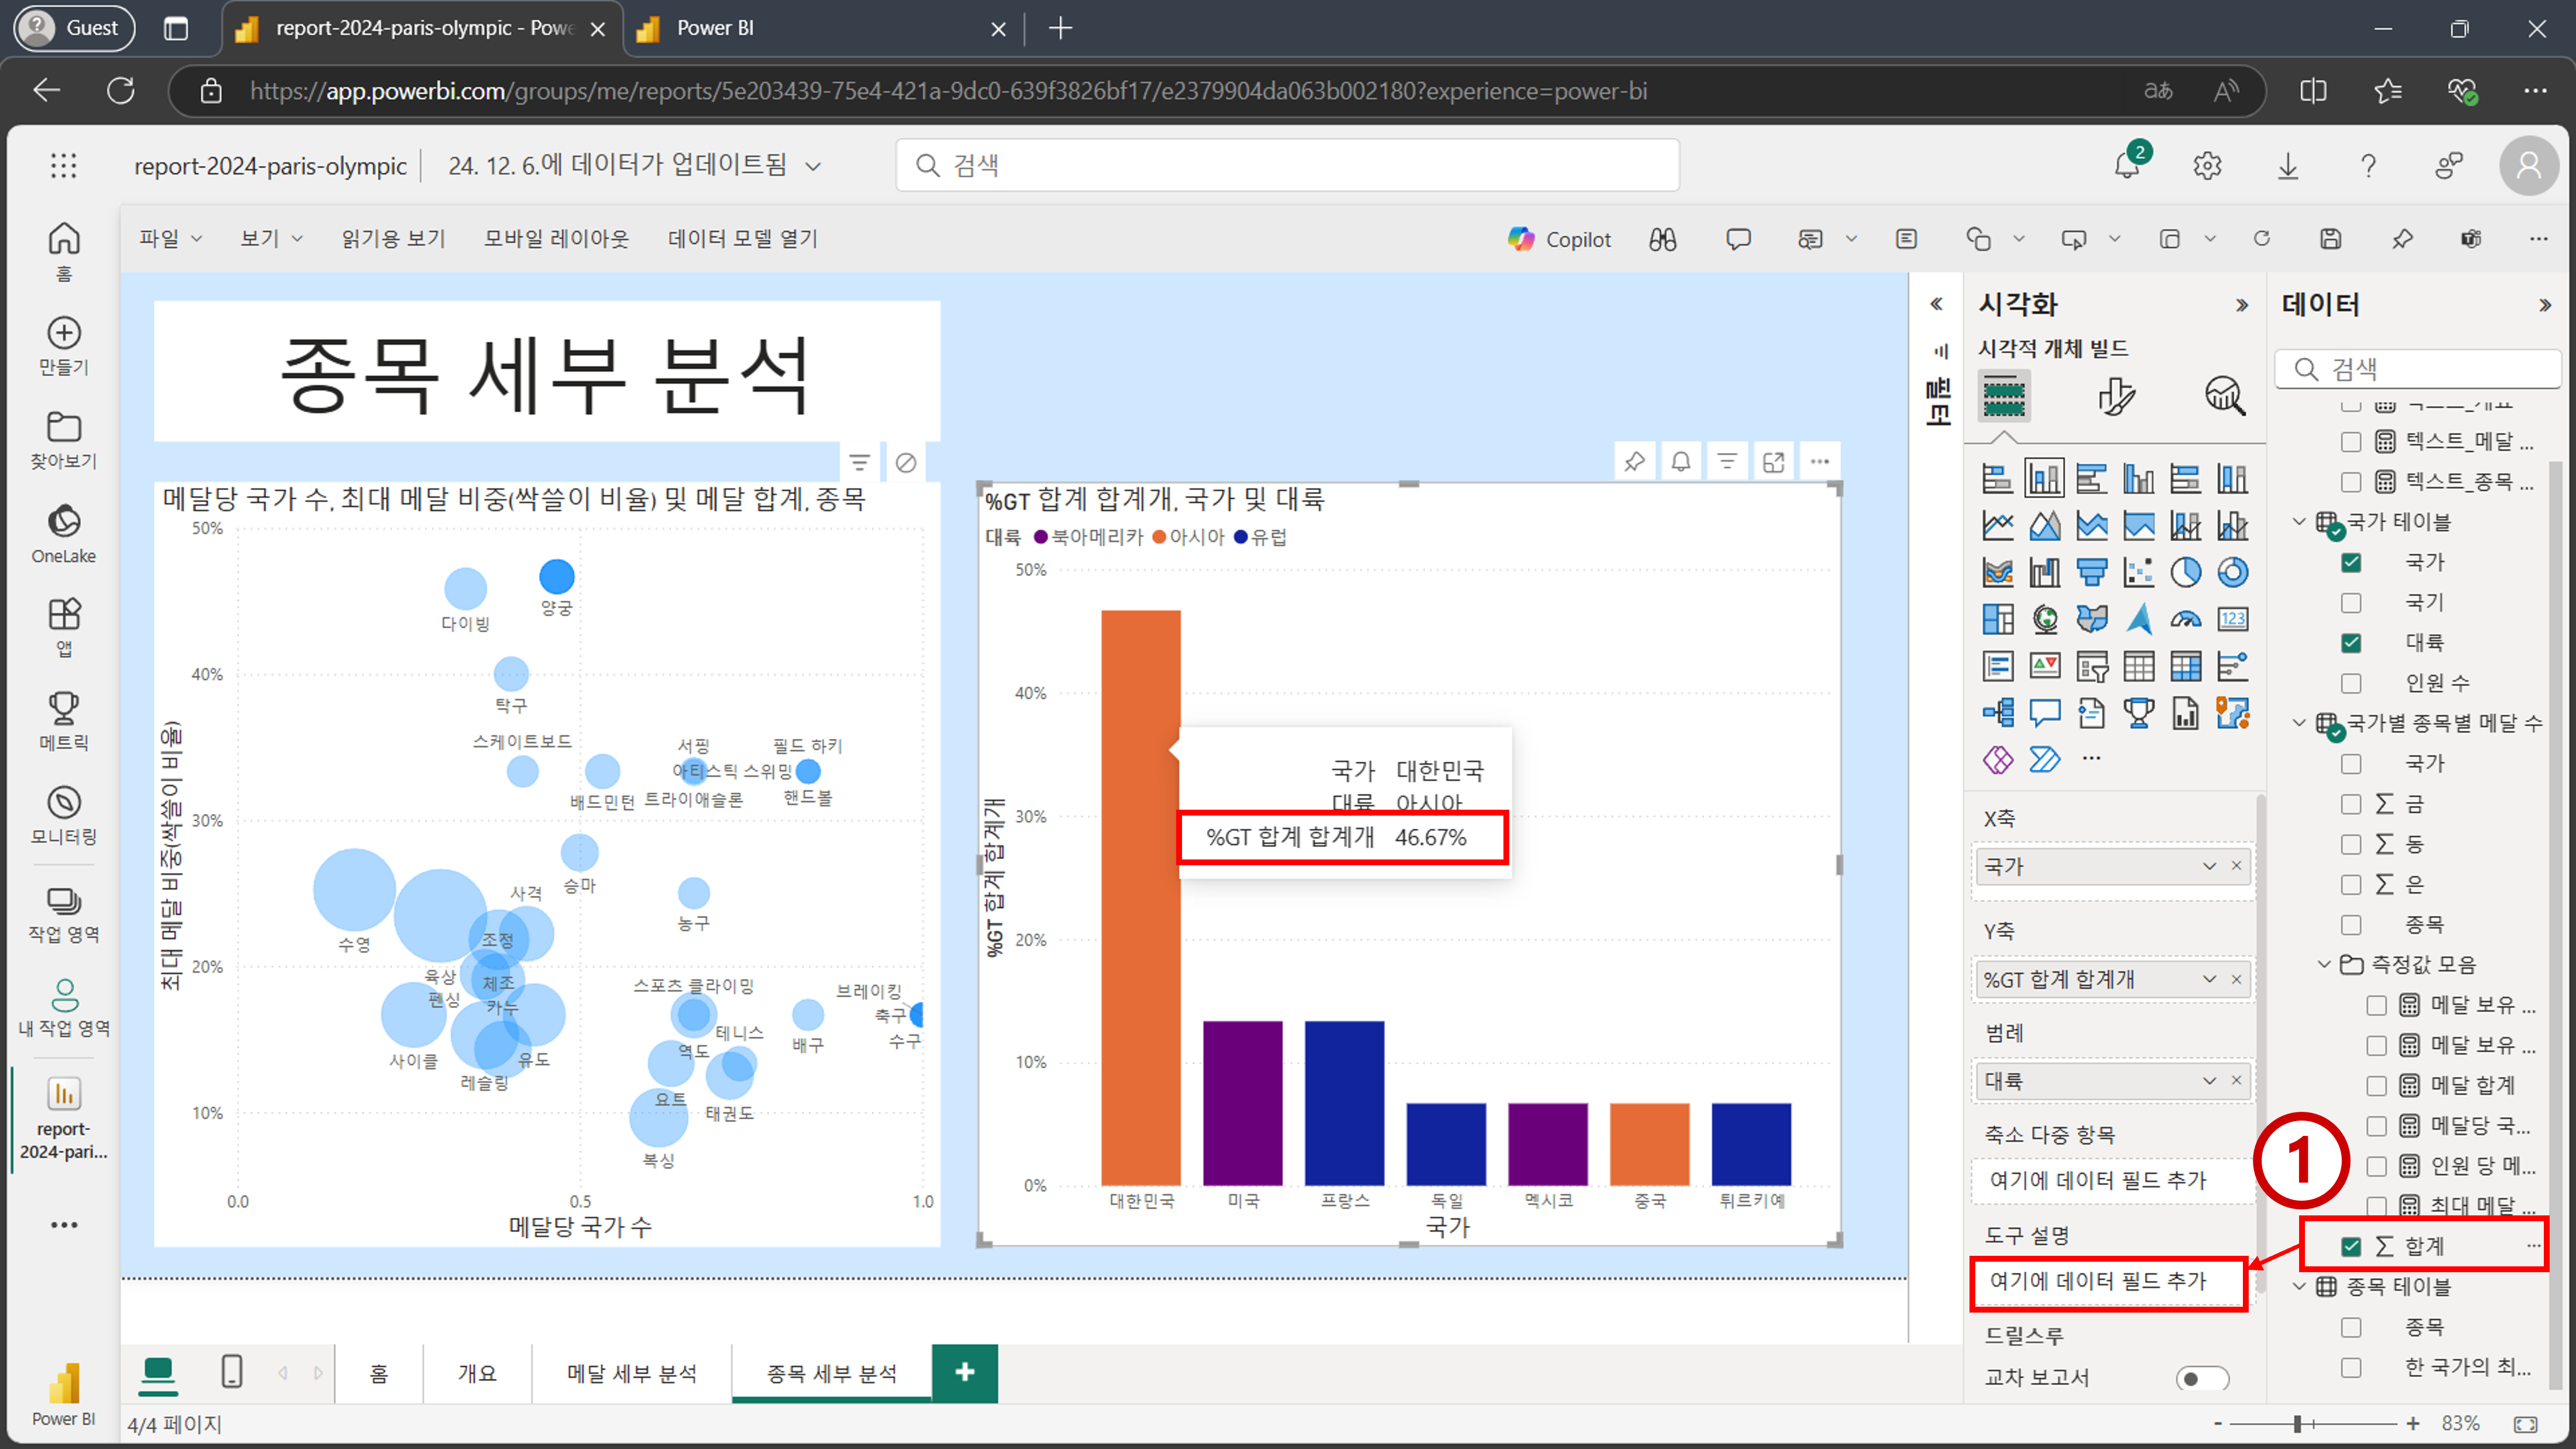 Guest
report-2024-paris-olympic - Powe
Power BI
https://app.powerbi.com/groups/me/reports/5e203439-75e4-421a-9dc0-639f3826bf17/e2379904da063b002180?experience=power-bi
report-2024-paris-olympic
24. 12. 6.에 데이터가 업데이트됨
검색
2
파일
보기
읽기용 보기
모바일 레이아웃
데이터 모델 열기
Copilot
홈
만들기
찾아보기
OneLake
앱
메트릭
모니터링
작업 영역
내 작업 영역
report-
2024-pari...
Power BI
종목 세부 분석
메달당 국가 수, 최대 메달 비중(싹쓸이 비율) 및 메달 합계, 종목
50%
40%
30%
20%
10%
최대 메달 비중(싹쓸이 비율)
다이빙
양궁
탁구
스케이트보드
서핑
필드 하키
아티스틱 스위밍
배드민턴
트라이애슬론
핸드볼
승마
사격
농구
수영
조정
육상
체조
펜싱
카누
스포츠 클라이밍
브레이킹
축구
수구
테니스
역도
배구
사이클
유도
레슬링
요트
태권도
복싱
0.0
0.5
1.0
메달당 국가 수
%GT 합계 합계개, 국가 및 대륙
대륙
북아메리카
아시아
유럽
50%
40%
30%
20%
10%
0%
%GT 합계 합계개
국가 대한민국
대륙 아시아
%GT 합계 합계개 46.67%
대한민국
미국
프랑스
독일
멕시코
중국
튀르키예
국가
필터
시각화
시각적 개체 빌드
123
X축
국가
Y축
%GT 합계 합계개
범례
대륙
축소 다중 항목
여기에 데이터 필드 추가
도구 설명
여기에 데이터 필드 추가
드릴스루
교차 보고서
데이터
검색
텍스트_메달 ...
텍스트_종목 ...
국가 테이블
국가
국기
대륙
인원 수
국가별 종목별 메달 수
국가
금
동
은
종목
측정값 모음
메달 보유 ...
메달 보유 ...
메달 합계
메달당 국...
인원 당 메...
최대 메달 ...
1
합계
종목 테이블
종목
한 국가의 최...
홈
개요
메달 세부 분석
종목 세부 분석
4/4 페이지
83%